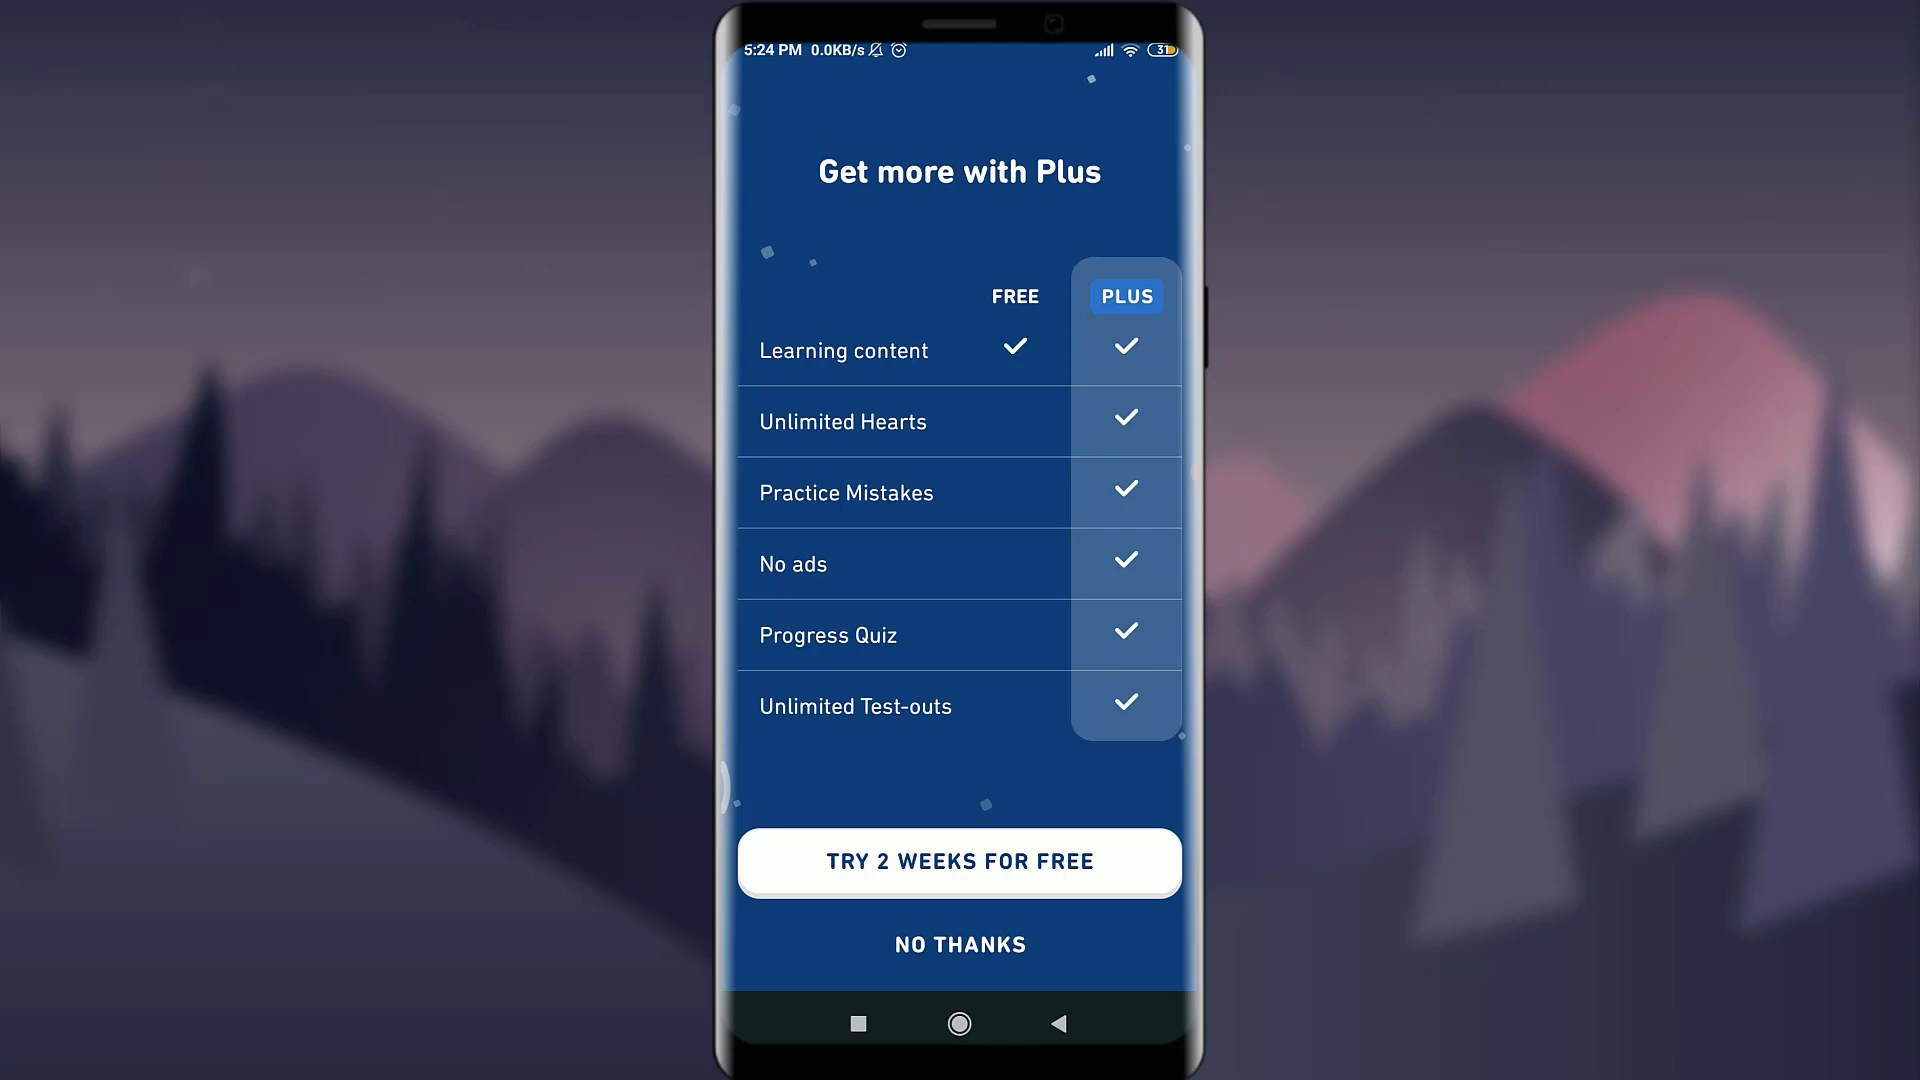 5:24 PM 0.0KB/s 31
Get more with Plus
FREE PLUS
Learning content
Unlimited Hearts
Practice Mistakes
No ads
Progress Quiz
Unlimited Test-outs
TRY 2 WEEKS FOR FREE
NO THANKS